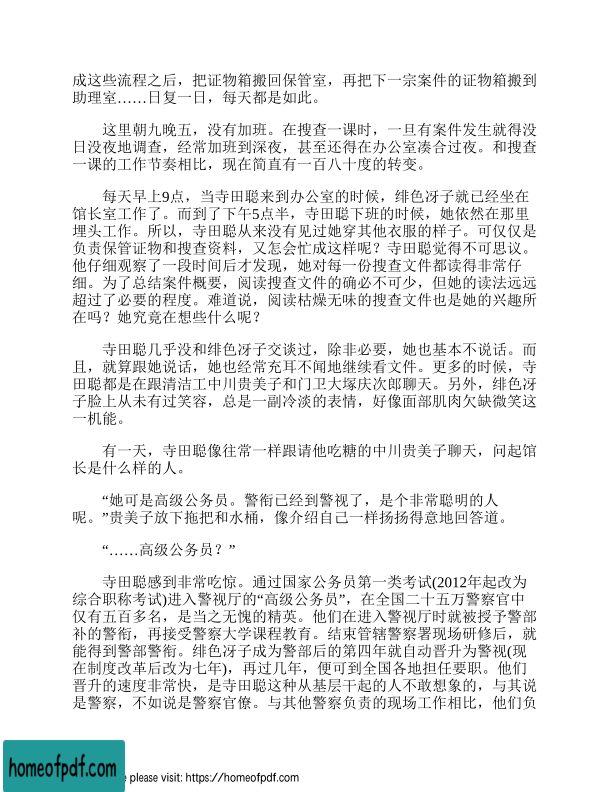 成这些流程之后，把证物箱搬回保管室，再把下一宗案件的证物箱搬到
助理室……日复一日，每天都是如此。
这里朝九晚五，没有加班。在搜查一课时，一旦有案件发生就得没
日没夜地调查，经常加班到深夜，甚至还得在办公室凑合过夜。和搜查
一课的工作节奏相比，现在简直有一百八十度的转变。
每天早上9点，当寺田聪来到办公室的时候，绯色冴子就已经坐在
馆长室工作了。而到了下午5点半，寺田聪下班的时候，她依然在那里
埋头工作。所以，寺田聪从来没有见过她穿其他衣服的样子。可仅仅是
负责保管证物和搜查资料，又怎会忙成这样呢？寺田聪觉得不可思议。
他仔细观察了一段时间后才发现，她对每一份搜查文件都读得非常仔
细。为了总结案件概要，阅读搜查文件的确必不可少，但她的读法远远
超过了必要的程度。难道说，阅读枯燥无味的搜查文件也是她的兴趣所
在吗？她究竟在想些什么呢？
寺田聪几乎没和绯色冴子交谈过，除非必要，她也基本不说话。而
且，就算跟她说话，她也经常充耳不闻地继续看文件。更多的时候，寺
田聪都是在跟清洁工中川贵美子和门卫大塚庆次郎聊天。另外，绯色冴
子脸上从未有过笑容，总是一副冷淡的表情，好像面部肌肉欠缺微笑这
一机能。
有一天，寺田聪像往常一样跟请他吃糖的中川贵美子聊天，问起馆
长是什么样的人。
“她可是高级公务员。警衔已经到警视了，是个非常聪明的人
呢。”贵美子放下拖把和水桶，像介绍自己一样扬扬得意地回答道。
“……高级公务员？”
寺田聪感到非常吃惊。通过国家公务员第一类考试(2012年起改为
综合职称考试)进入警视厅的“高级公务员”，在全国二十五万警察官中
仅有五百多名，是当之无愧的精英。他们在进入警视厅时就被授予警部
补的警衔，再接受警察大学课程教育。结束管辖警察署现场研修后，就
能得到警部警衔。绯色冴子成为警部后的第四年就自动晋升为警视(现
在制度改革后改为七年)，再过几年，便可到全国各地担任要职。他们
晋升的速度非常快，是寺田聪这种从基层干起的人不敢想象的，与其说
是警察，不如说是警察官僚。与其他警察负责的现场工作相比，他们负
homeofpdf.com
e please visit: https://homeofpdf.com